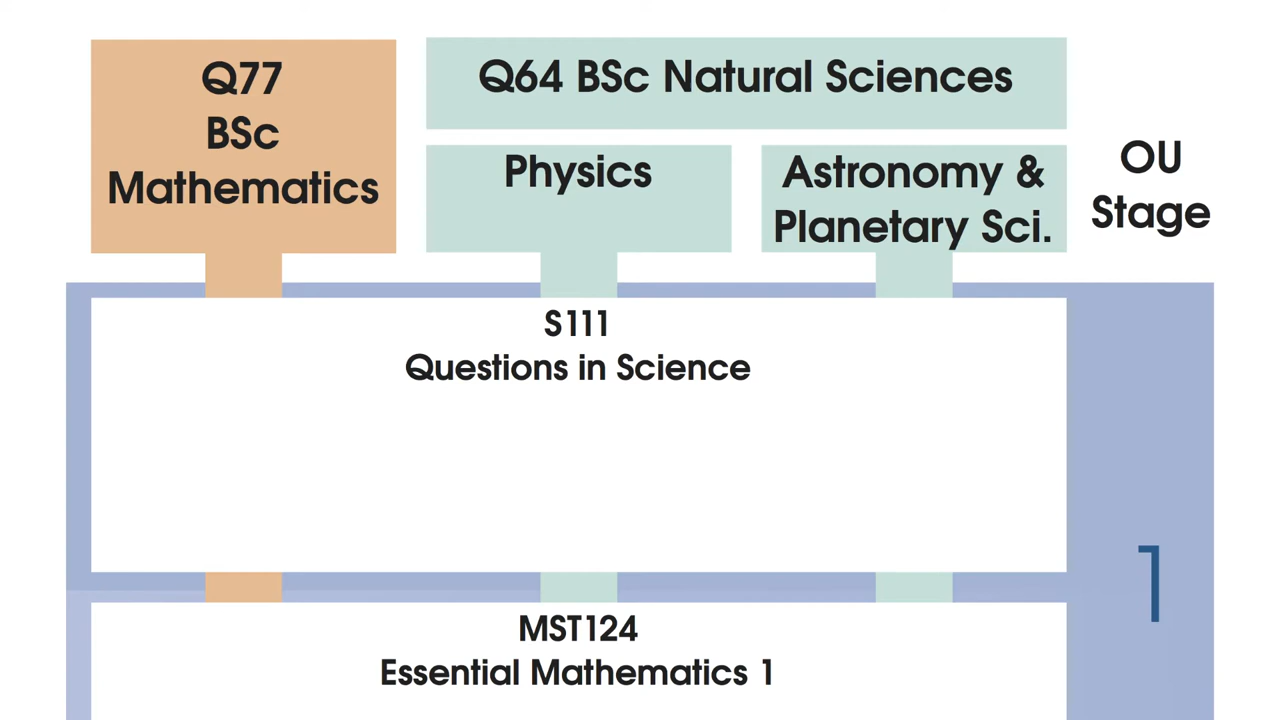 Q77
BSc
Mathematics
Q64 BSc Natural Sciences
Physics
Astronomy &
Planetary Sci.
OU
Stage
S111
Questions in Science
1
MST124
Essential Mathematics 1